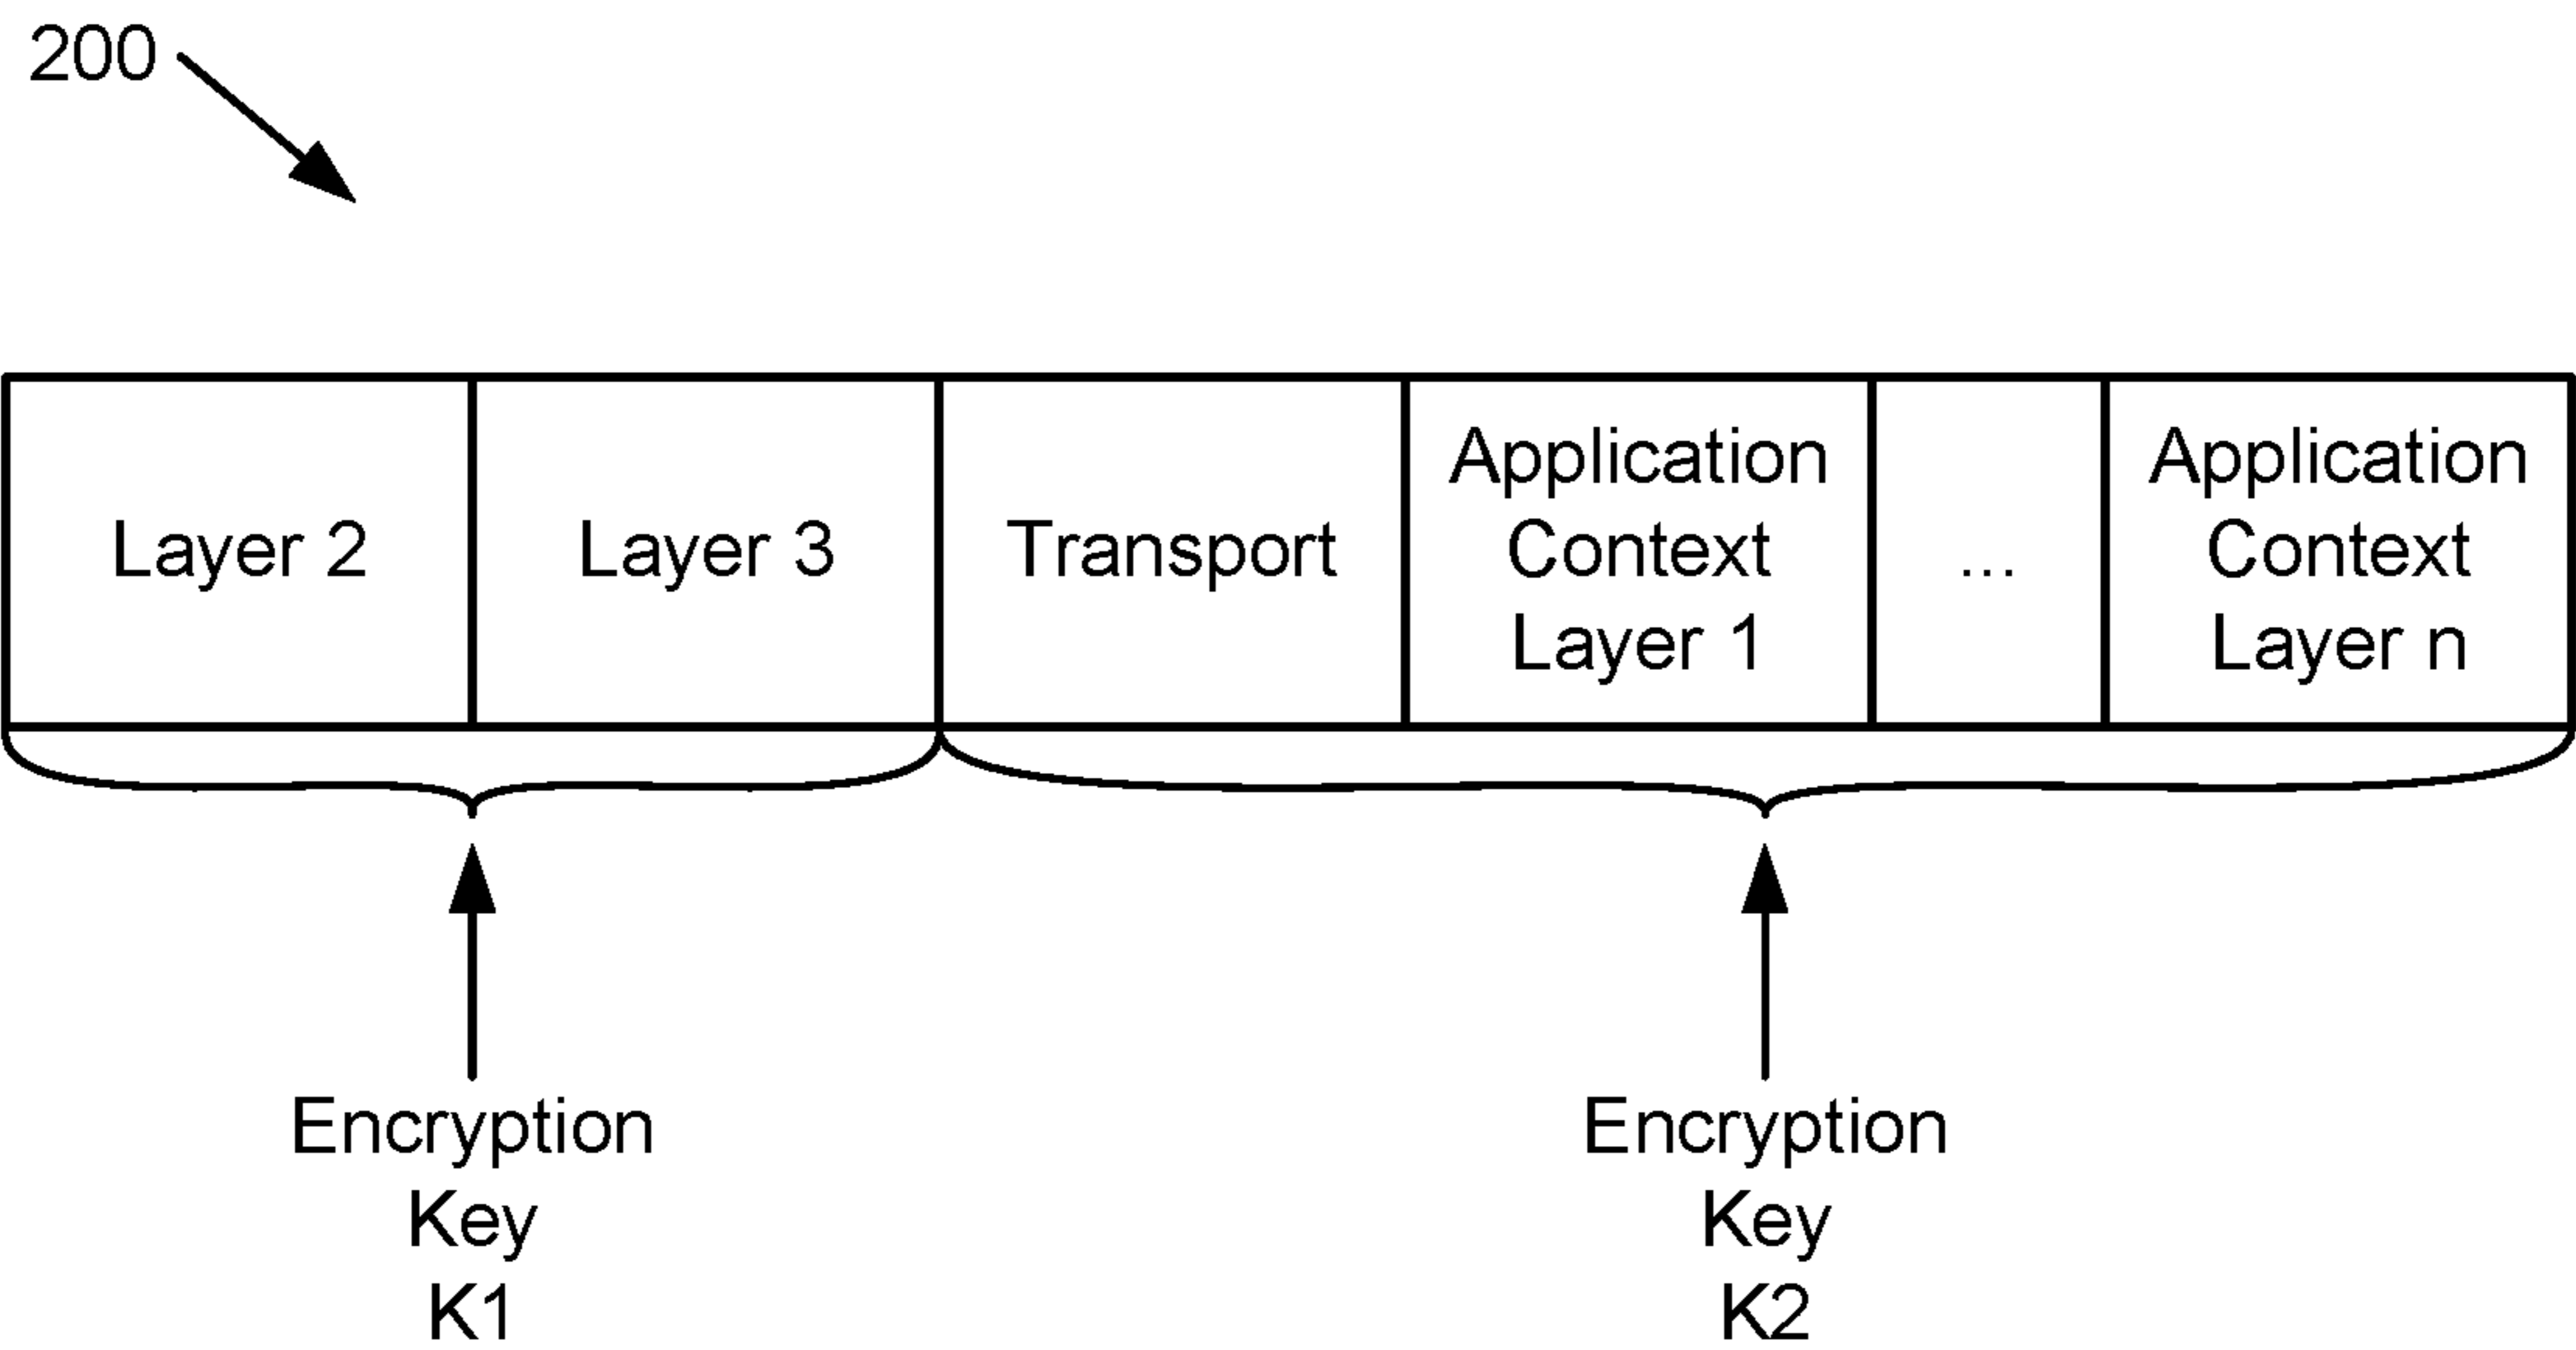 200
Layer 2
Layer 3
Transport
Application
Context
Layer 1
...
Application
Context
Layer n
Encryption
Key
K1
Encryption
Key
K2